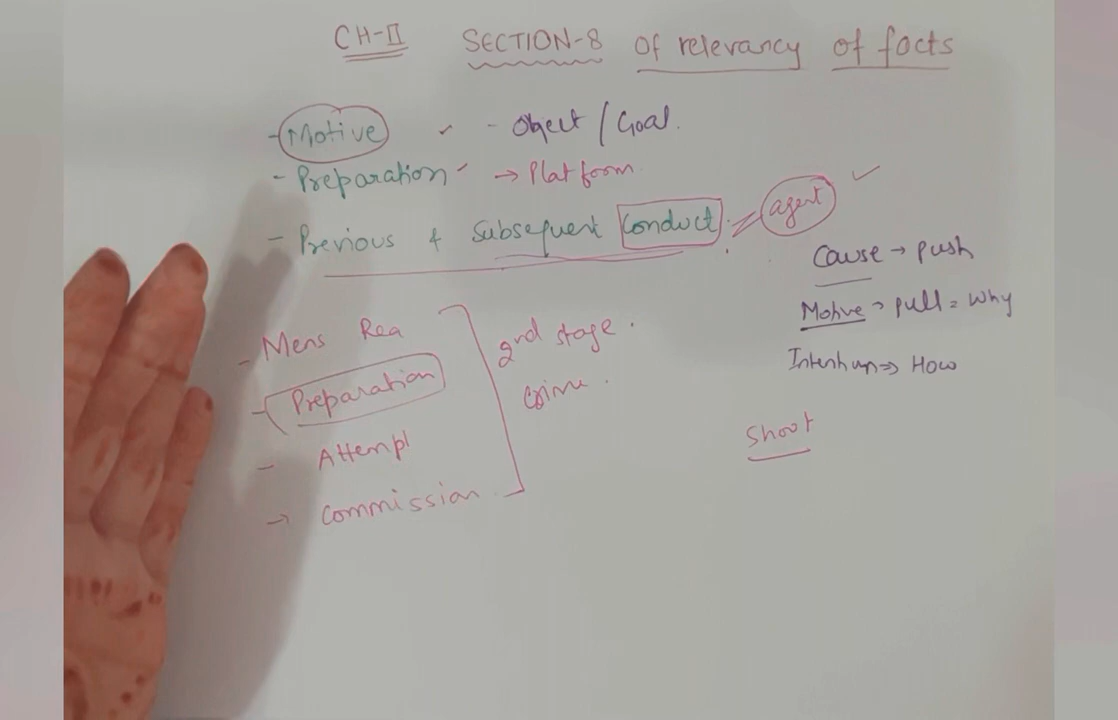 CH-II SECTION-8 of relevancy of facts
- Motive ✓ - Object / Goal.
- Preparation ✓ → Platform.
- Previous & Subsequent Conduct. agent ✓
Cause → push
Motive → pull = Why
Intention ⇒ How
- Mens Rea
- Preparation
- Attempt
→ Commission
2nd stage.
Crime.
Shoot